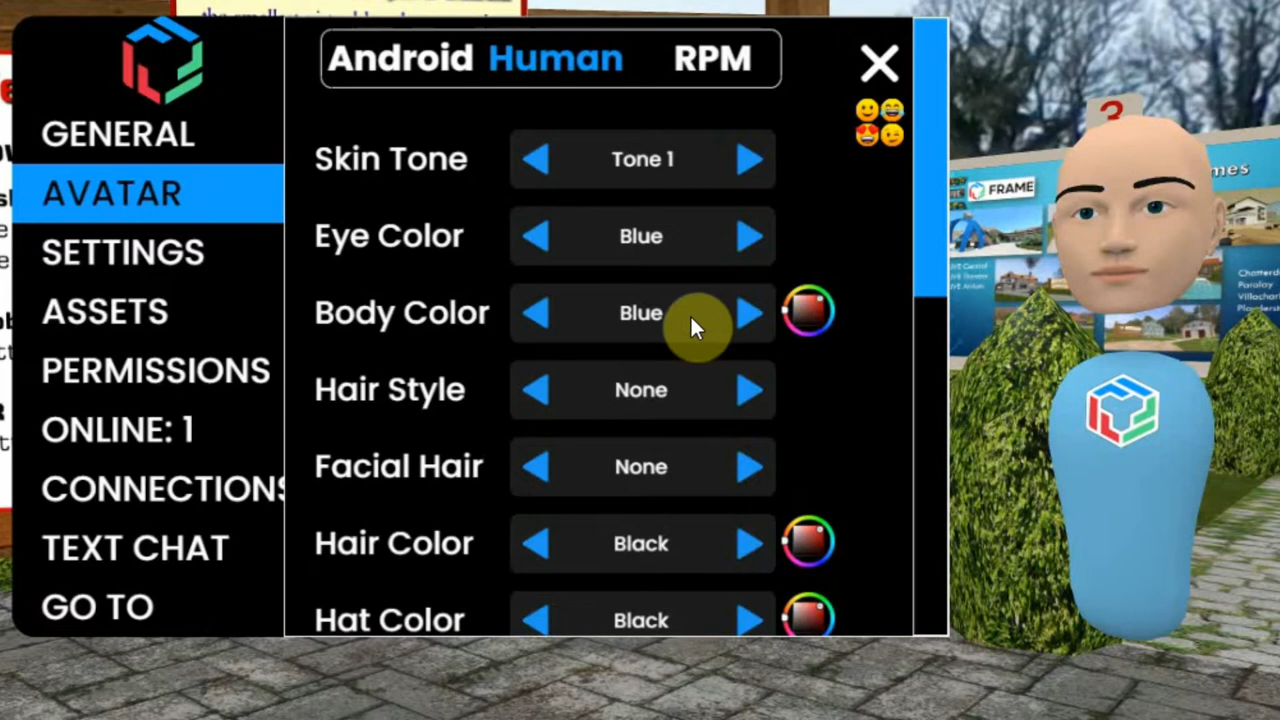 Android Human RPM
GENERAL
AVATAR
SETTINGS
ASSETS
PERMISSIONS
ONLINE: 1
CONNECTIONS
TEXT CHAT
GO TO
Skin Tone
Tone 1
Eye Color
Blue
Body Color
Blue
Hair Style
None
Facial Hair
None
Hair Color
Black
Hat Color
Black
3
FRAME